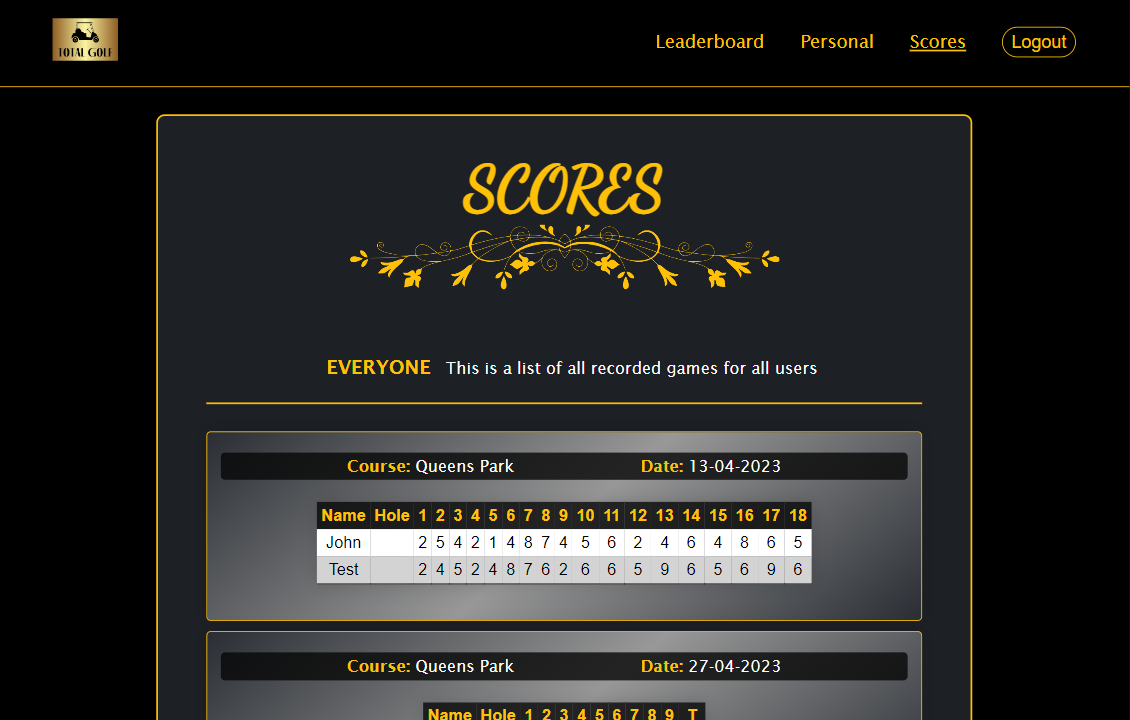 TOTAL GOLF
Leaderboard Personal Scores Logout
SCORES
EVERYONE This is a list of all recorded games for all users
Course: Queens Park Date: 13-04-2023
Name Hole 1 2 3 4 5 6 7 8 9 10 11 12 13 14 15 16 17 18
John 2 5 4 2 1 4 8 7 4 5 6 2 4 6 4 8 6 5
Test 2 4 5 2 4 8 7 6 2 6 6 5 9 6 5 6 9 6
Course: Queens Park Date: 27-04-2023
Name Hole 1 2 3 4 5 6 7 8 9 T